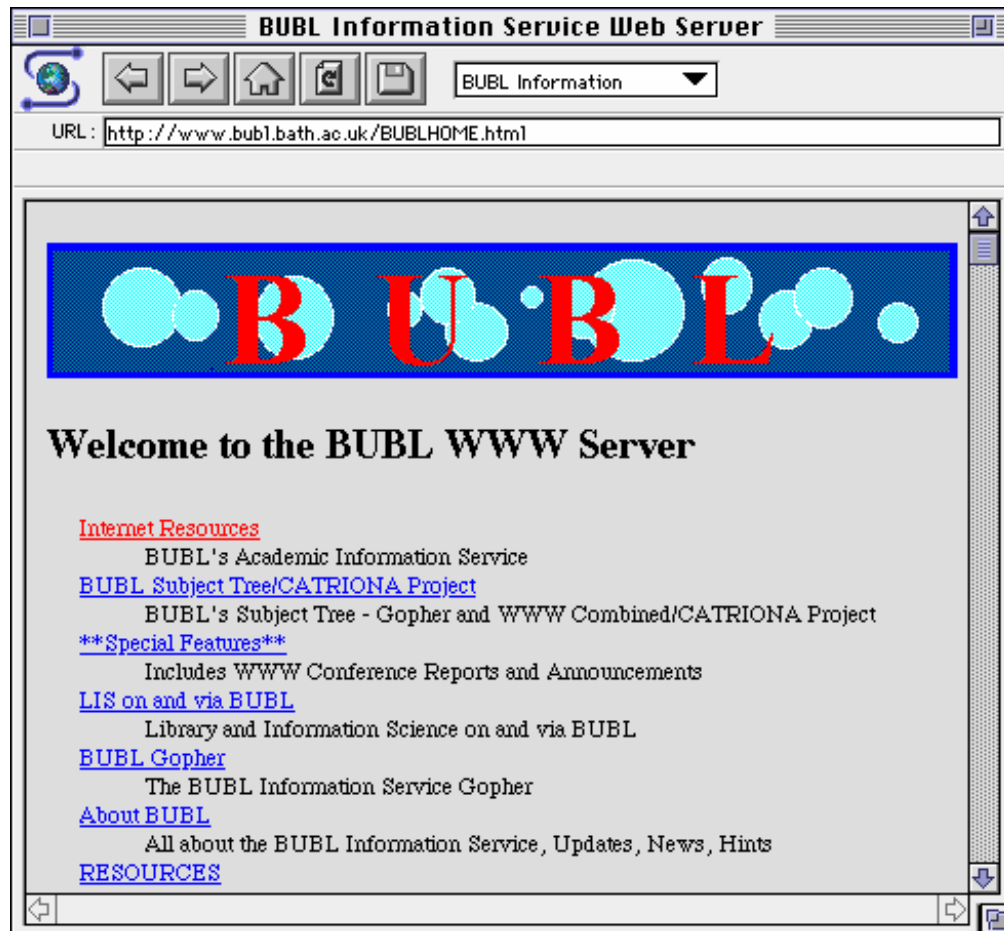 BUBL Information Service Web Server
BUBL Information
URL: http://www.bubl.bath.ac.uk/BUBLHOME.html
B U B L
Welcome to the BUBL WWW Server
Internet Resources
BUBL's Academic Information Service
BUBL Subject Tree/CATRIONA Project
BUBL's Subject Tree - Gopher and WWW Combined/CATRIONA Project
**Special Features**
Includes WWW Conference Reports and Announcements
LIS on and via BUBL
Library and Information Science on and via BUBL
BUBL Gopher
The BUBL Information Service Gopher
About BUBL
All about the BUBL Information Service, Updates, News, Hints
RESOURCES